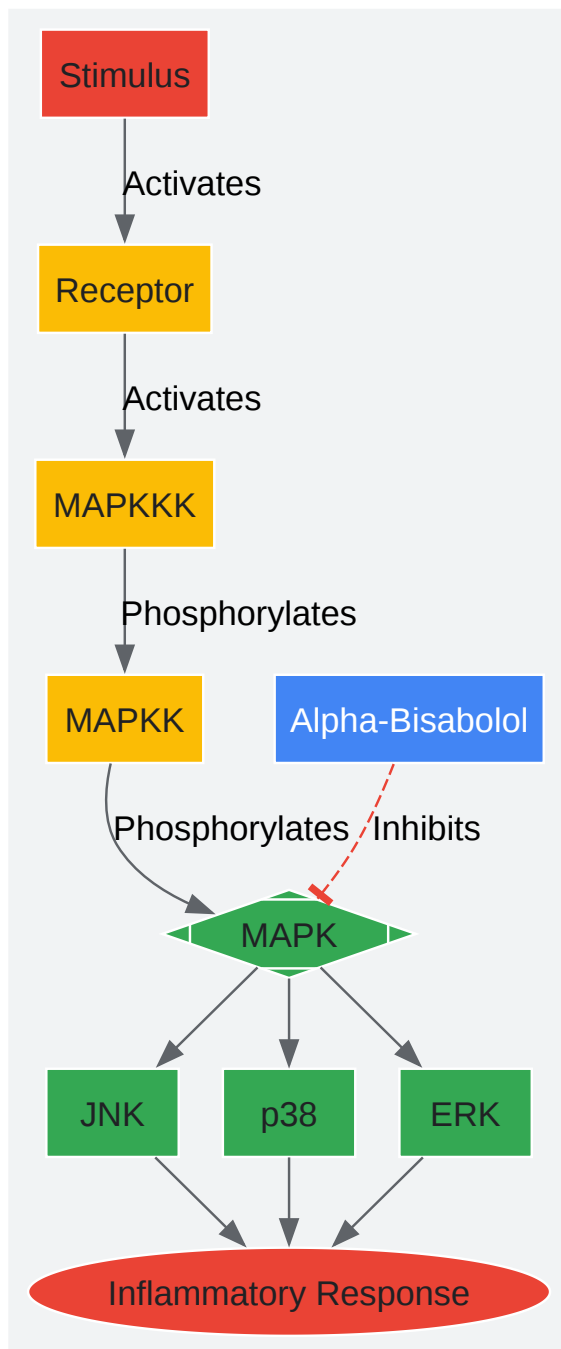 Stimulus
Activates
Receptor
Activates
MAPKKK
Phosphorylates
MAPKK
Alpha-Bisabolol
Phosphorylates
Inhibits
MAPK
JNK
p38
ERK
Inflammatory Response